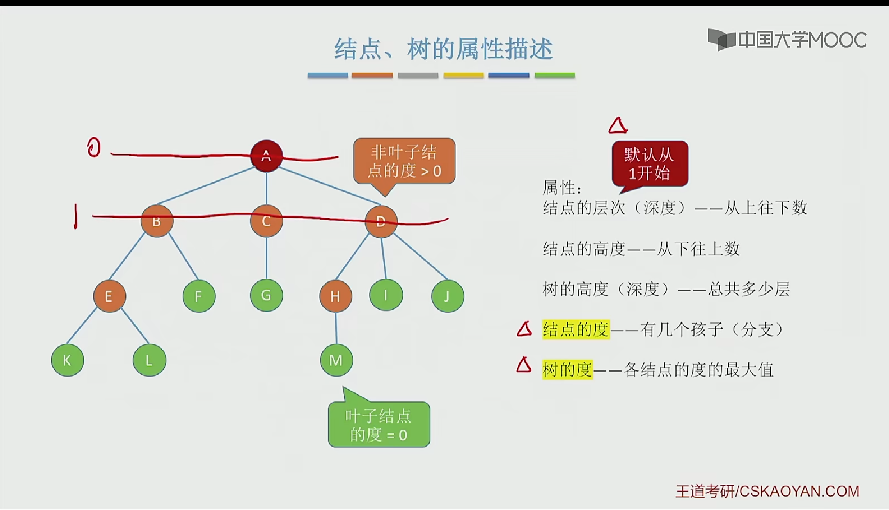 结点、树的属性描述
中国大学MOOC
0
A
非叶子结
点的度 > 0
默认从
1开始
属性：
结点的层次（深度）——从上往下数
1
B
C
D
结点的高度——从下往上数
E
F
G
H
I
J
树的高度（深度）——总共多少层
结点的度——有几个孩子（分支）
K
L
M
树的度——各结点的度的最大值
叶子结点
的度 = 0
王道考研/CSKAOYAN.COM